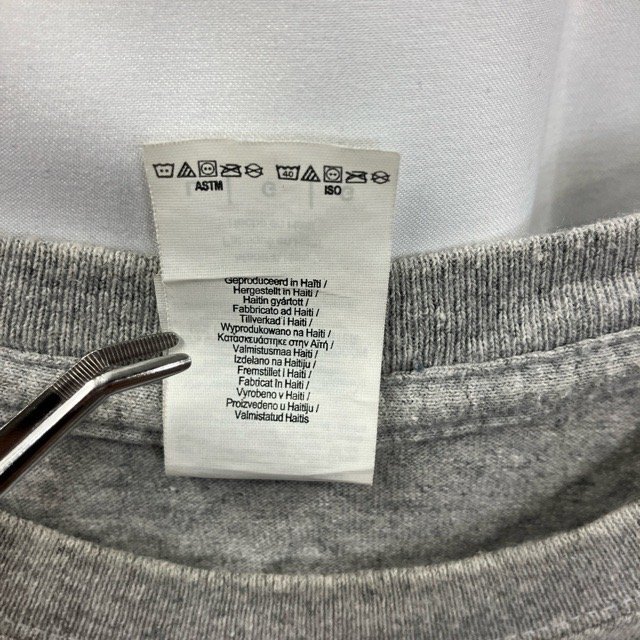 40
ASTM ISO
Geproduceerd in Haïti /
Hergestellt in Haiti /
Haitin gyártott /
Fabbricato ad Haiti /
Tillverkad i Haiti /
Wyprodukowano na Haiti /
Κατασκευάστηκε στην Αϊτή /
Valmistusmaa Haiti /
Izdelano na Haitiju /
Fremstillet i Haiti /
Fabricat în Haiti /
Vyrobeno v Haiti /
Proizvedeno u Haitiju /
Valmistatud Haitis